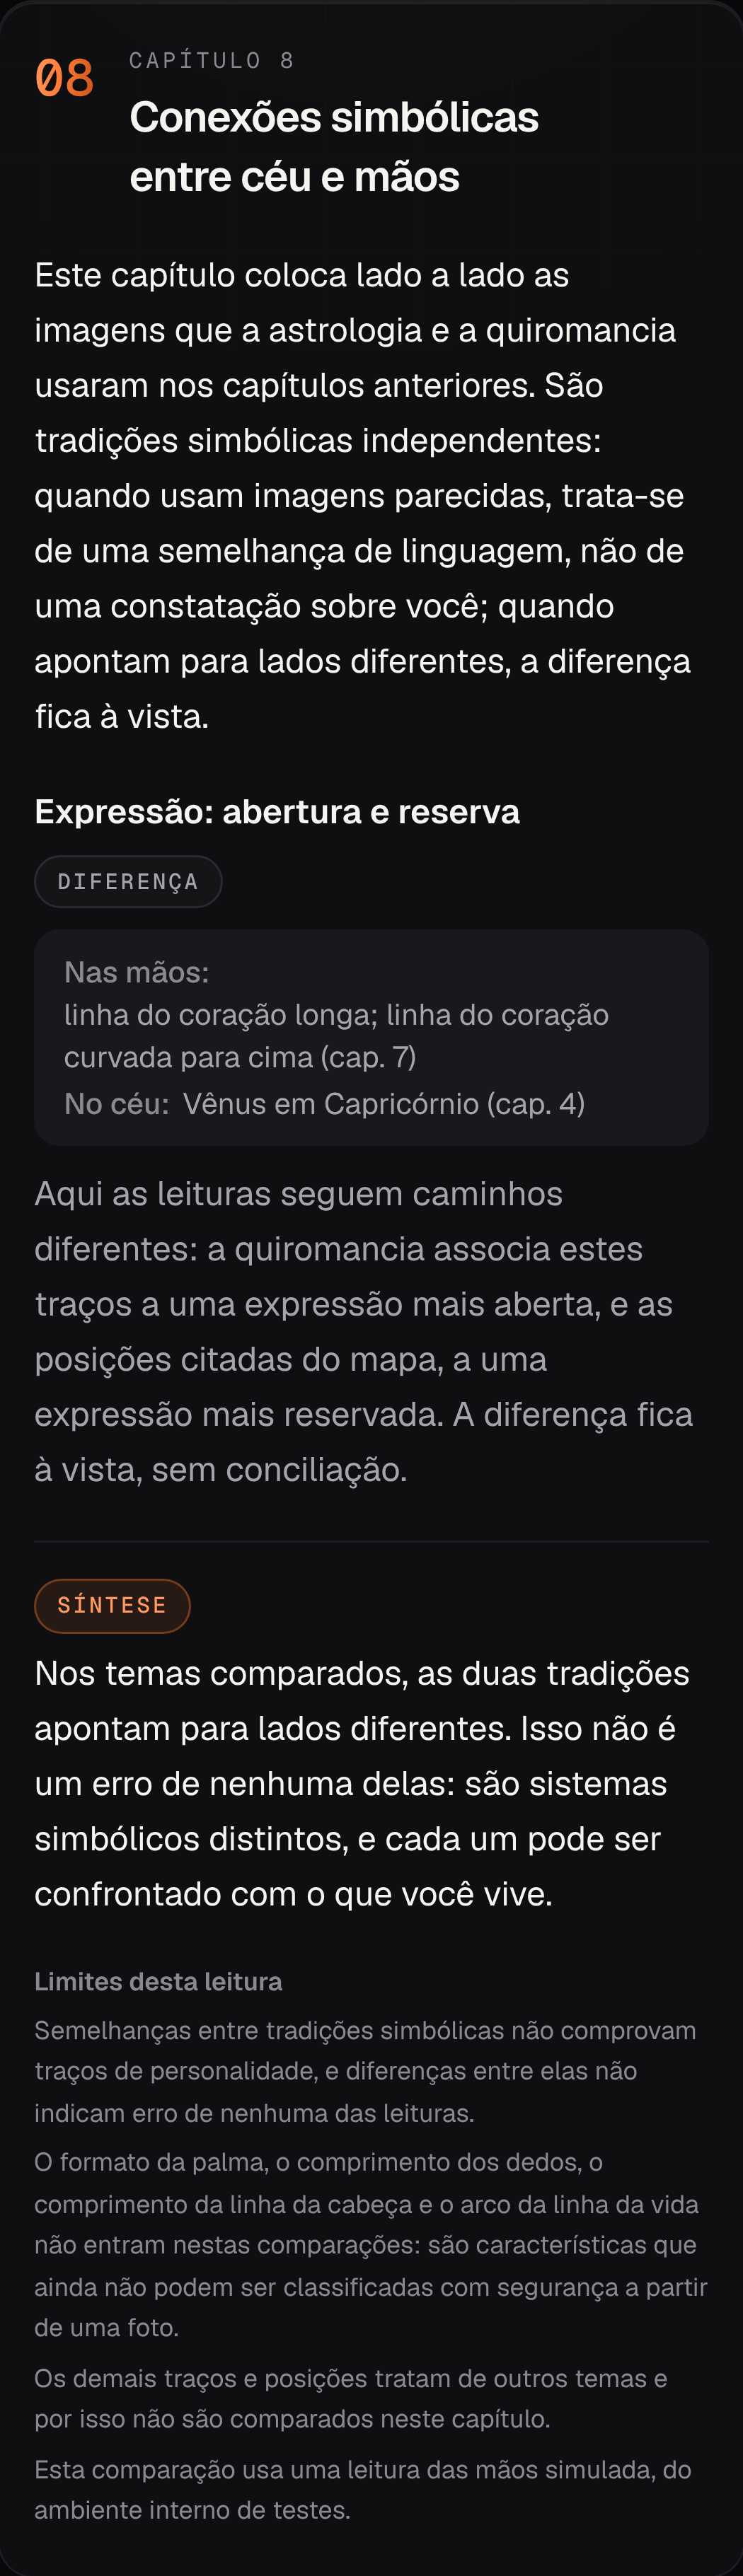 08
CAPÍTULO 8
Conexões simbólicas
entre céu e mãos
Este capítulo coloca lado a lado as
imagens que a astrologia e a quiromancia
usaram nos capítulos anteriores. São
tradições simbólicas independentes:
quando usam imagens parecidas, trata-se
de uma semelhança de linguagem, não de
uma constatação sobre você; quando
apontam para lados diferentes, a diferença
fica à vista.
Expressão: abertura e reserva
DIFERENÇA
Nas mãos:
linha do coração longa; linha do coração
curvada para cima (cap. 7)
No céu: Vênus em Capricórnio (cap. 4)
Aqui as leituras seguem caminhos
diferentes: a quiromancia associa estes
traços a uma expressão mais aberta, e as
posições citadas do mapa, a uma
expressão mais reservada. A diferença fica
à vista, sem conciliação.
SÍNTESE
Nos temas comparados, as duas tradições
apontam para lados diferentes. Isso não é
um erro de nenhuma delas: são sistemas
simbólicos distintos, e cada um pode ser
confrontado com o que você vive.
Limites desta leitura
Semelhanças entre tradições simbólicas não comprovam
traços de personalidade, e diferenças entre elas não
indicam erro de nenhuma das leituras.
O formato da palma, o comprimento dos dedos, o
comprimento da linha da cabeça e o arco da linha da vida
não entram nestas comparações: são características que
ainda não podem ser classificadas com segurança a partir
de uma foto.
Os demais traços e posições tratam de outros temas e
por isso não são comparados neste capítulo.
Esta comparação usa uma leitura das mãos simulada, do
ambiente interno de testes.